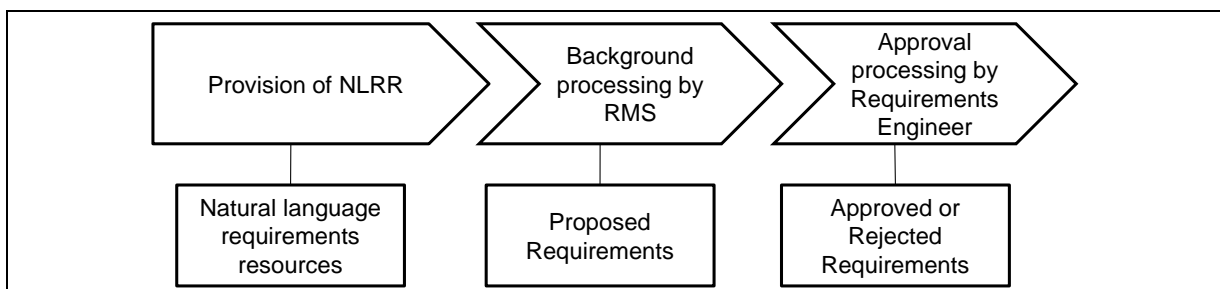 Provision of NLRR
Background
processing by
RMS
Approval
processing by
Requirements
Engineer
Natural language
requirements
resources
Proposed
Requirements
Approved or
Rejected
Requirements